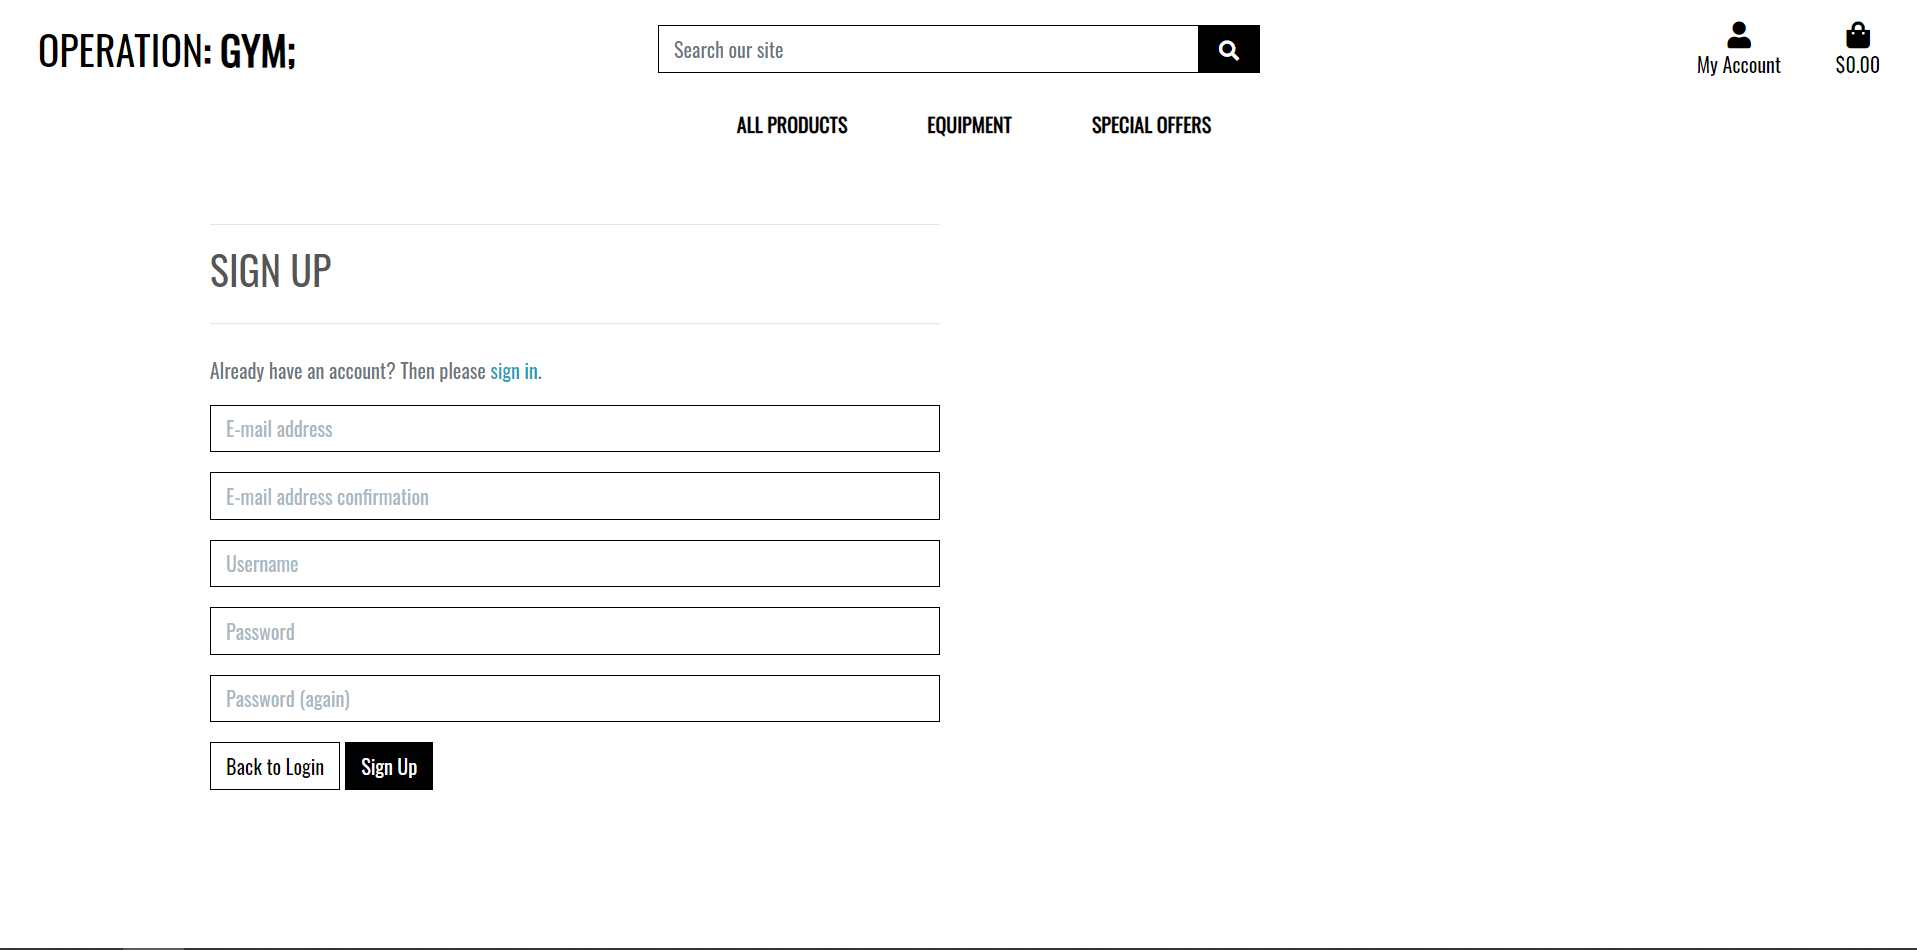 OPERATION: GYM;
Search our site
My Account
$0.00
ALL PRODUCTS EQUIPMENT SPECIAL OFFERS
SIGN UP
Already have an account? Then please sign in.
E-mail address
E-mail address confirmation
Username
Password
Password (again)
Back to Login Sign Up